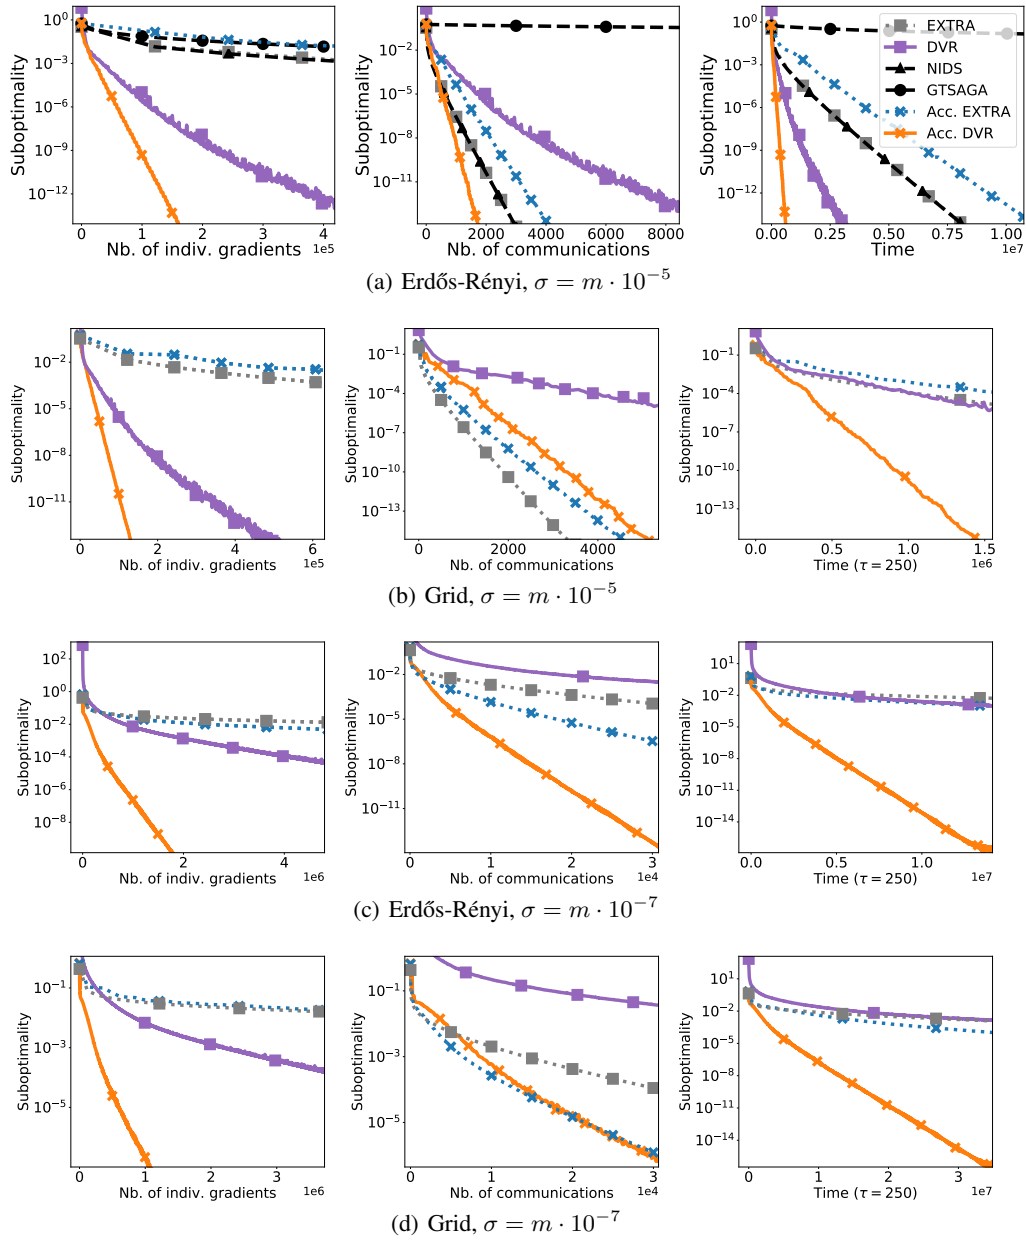 Suboptimality
10⁰
10⁻³
10⁻⁶
10⁻⁹
10⁻¹²
0 1 2 3 4
1e5
Nb. of indiv. gradients
Suboptimality
10⁻²
10⁻⁵
10⁻⁸
10⁻¹¹
0 2000 4000 6000 8000
Nb. of communications
Suboptimality
10⁰
10⁻³
10⁻⁶
10⁻⁹
10⁻¹²
EXTRA
DVR
NIDS
GTSAGA
Acc. EXTRA
Acc. DVR
0.00 0.25 0.50 0.75 1.00
1e7
Time
(a) Erdős-Rényi, σ = m · 10⁻⁵
Suboptimality
10⁻²
10⁻⁵
10⁻⁸
10⁻¹¹
0 2 4 6
1e5
Nb. of indiv. gradients
Suboptimality
10⁻¹
10⁻⁴
10⁻⁷
10⁻¹⁰
10⁻¹³
0 2000 4000
Nb. of communications
Suboptimality
10⁻¹
10⁻⁴
10⁻⁷
10⁻¹⁰
10⁻¹³
0.0 0.5 1.0 1.5
1e6
Time (τ = 250)
(b) Grid, σ = m · 10⁻⁵
Suboptimality
10²
10⁰
10⁻²
10⁻⁴
10⁻⁶
10⁻⁸
0 2 4
1e6
Nb. of indiv. gradients
Suboptimality
10⁻²
10⁻⁵
10⁻⁸
10⁻¹¹
0 1 2 3
1e4
Nb. of communications
Suboptimality
10¹
10⁻²
10⁻⁵
10⁻⁸
10⁻¹¹
10⁻¹⁴
0.0 0.5 1.0
1e7
Time (τ = 250)
(c) Erdős-Rényi, σ = m · 10⁻⁷
Suboptimality
10⁻¹
10⁻³
10⁻⁵
0 1 2 3
1e6
Nb. of indiv. gradients
Suboptimality
10⁻¹
10⁻³
10⁻⁵
0 1 2 3
1e4
Nb. of communications
Suboptimality
10¹
10⁻²
10⁻⁵
10⁻⁸
10⁻¹¹
10⁻¹⁴
0 1 2 3
1e7
Time (τ = 250)
(d) Grid, σ = m · 10⁻⁷